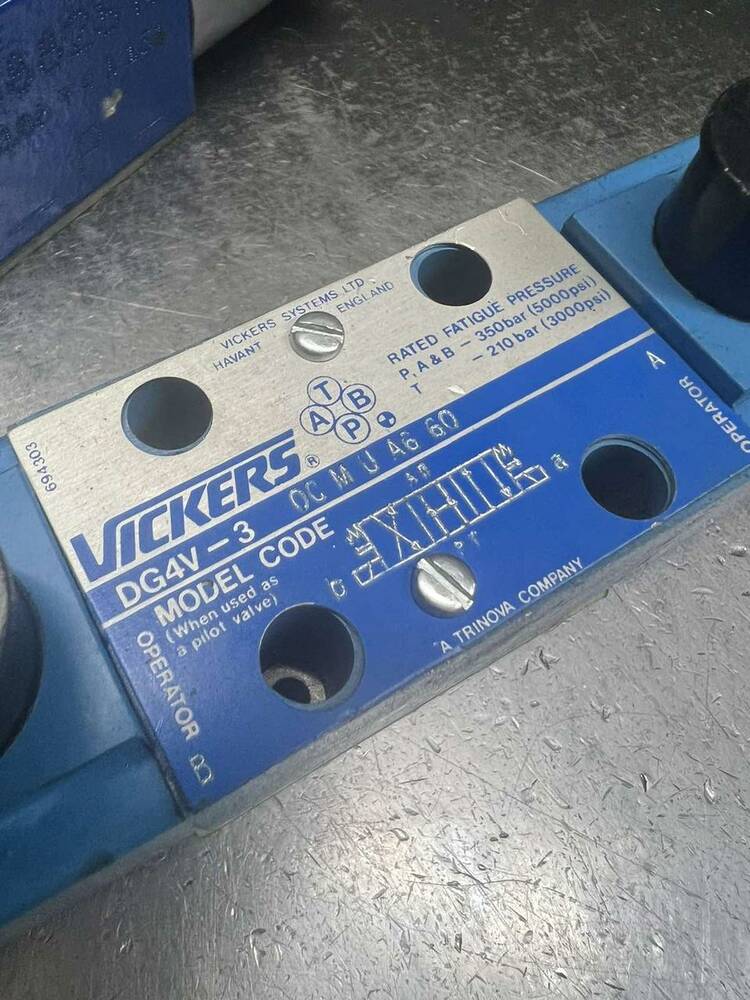 VICKERS SYSTEMS LTD
HAVANT ENGLAND
RATED FATIGUE PRESSURE
P, A & B – 350bar (5000psi)
T – 210 bar (3000psi)
694303
T
A B
P
VICKERS®
DG4V–3 0C M U A6 60
MODEL CODE
(When used as
a pilot valve)
A B
b a
P T
OPERATOR A
OPERATOR B
A TRINOVA COMPANY